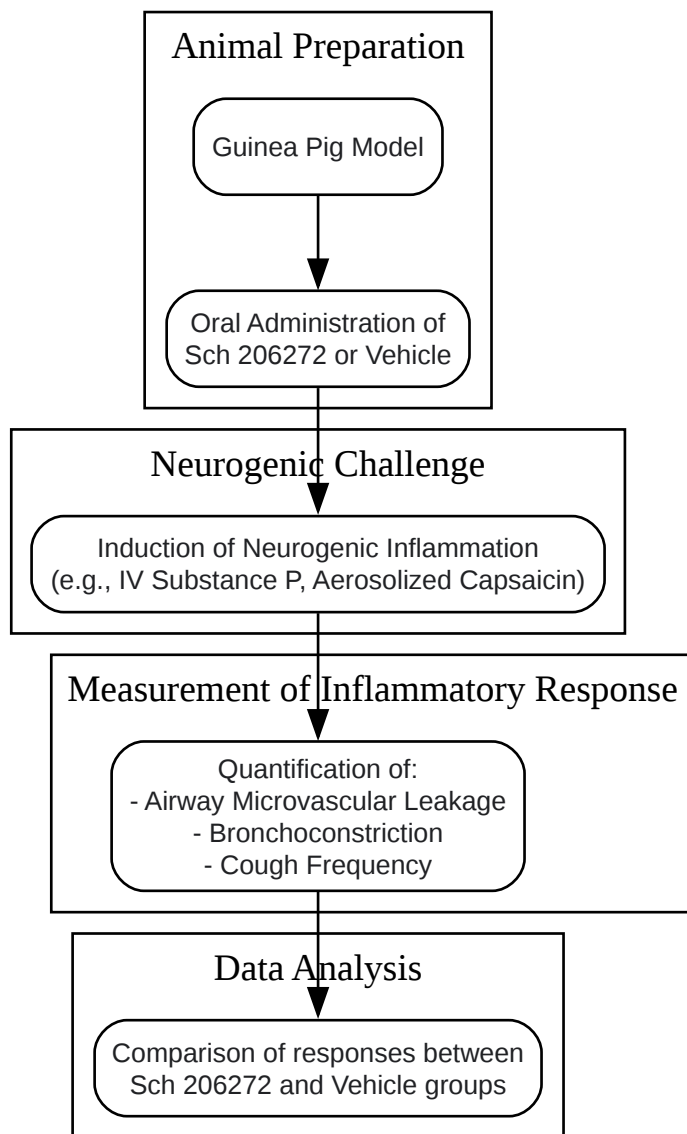 Animal Preparation
Guinea Pig Model
Oral Administration of
Sch 206272 or Vehicle
Neurogenic Challenge
Induction of Neurogenic Inflammation
(e.g., IV Substance P, Aerosolized Capsaicin)
Measurement of Inflammatory Response
Quantification of:
- Airway Microvascular Leakage
- Bronchoconstriction
- Cough Frequency
Data Analysis
Comparison of responses between
Sch 206272 and Vehicle groups